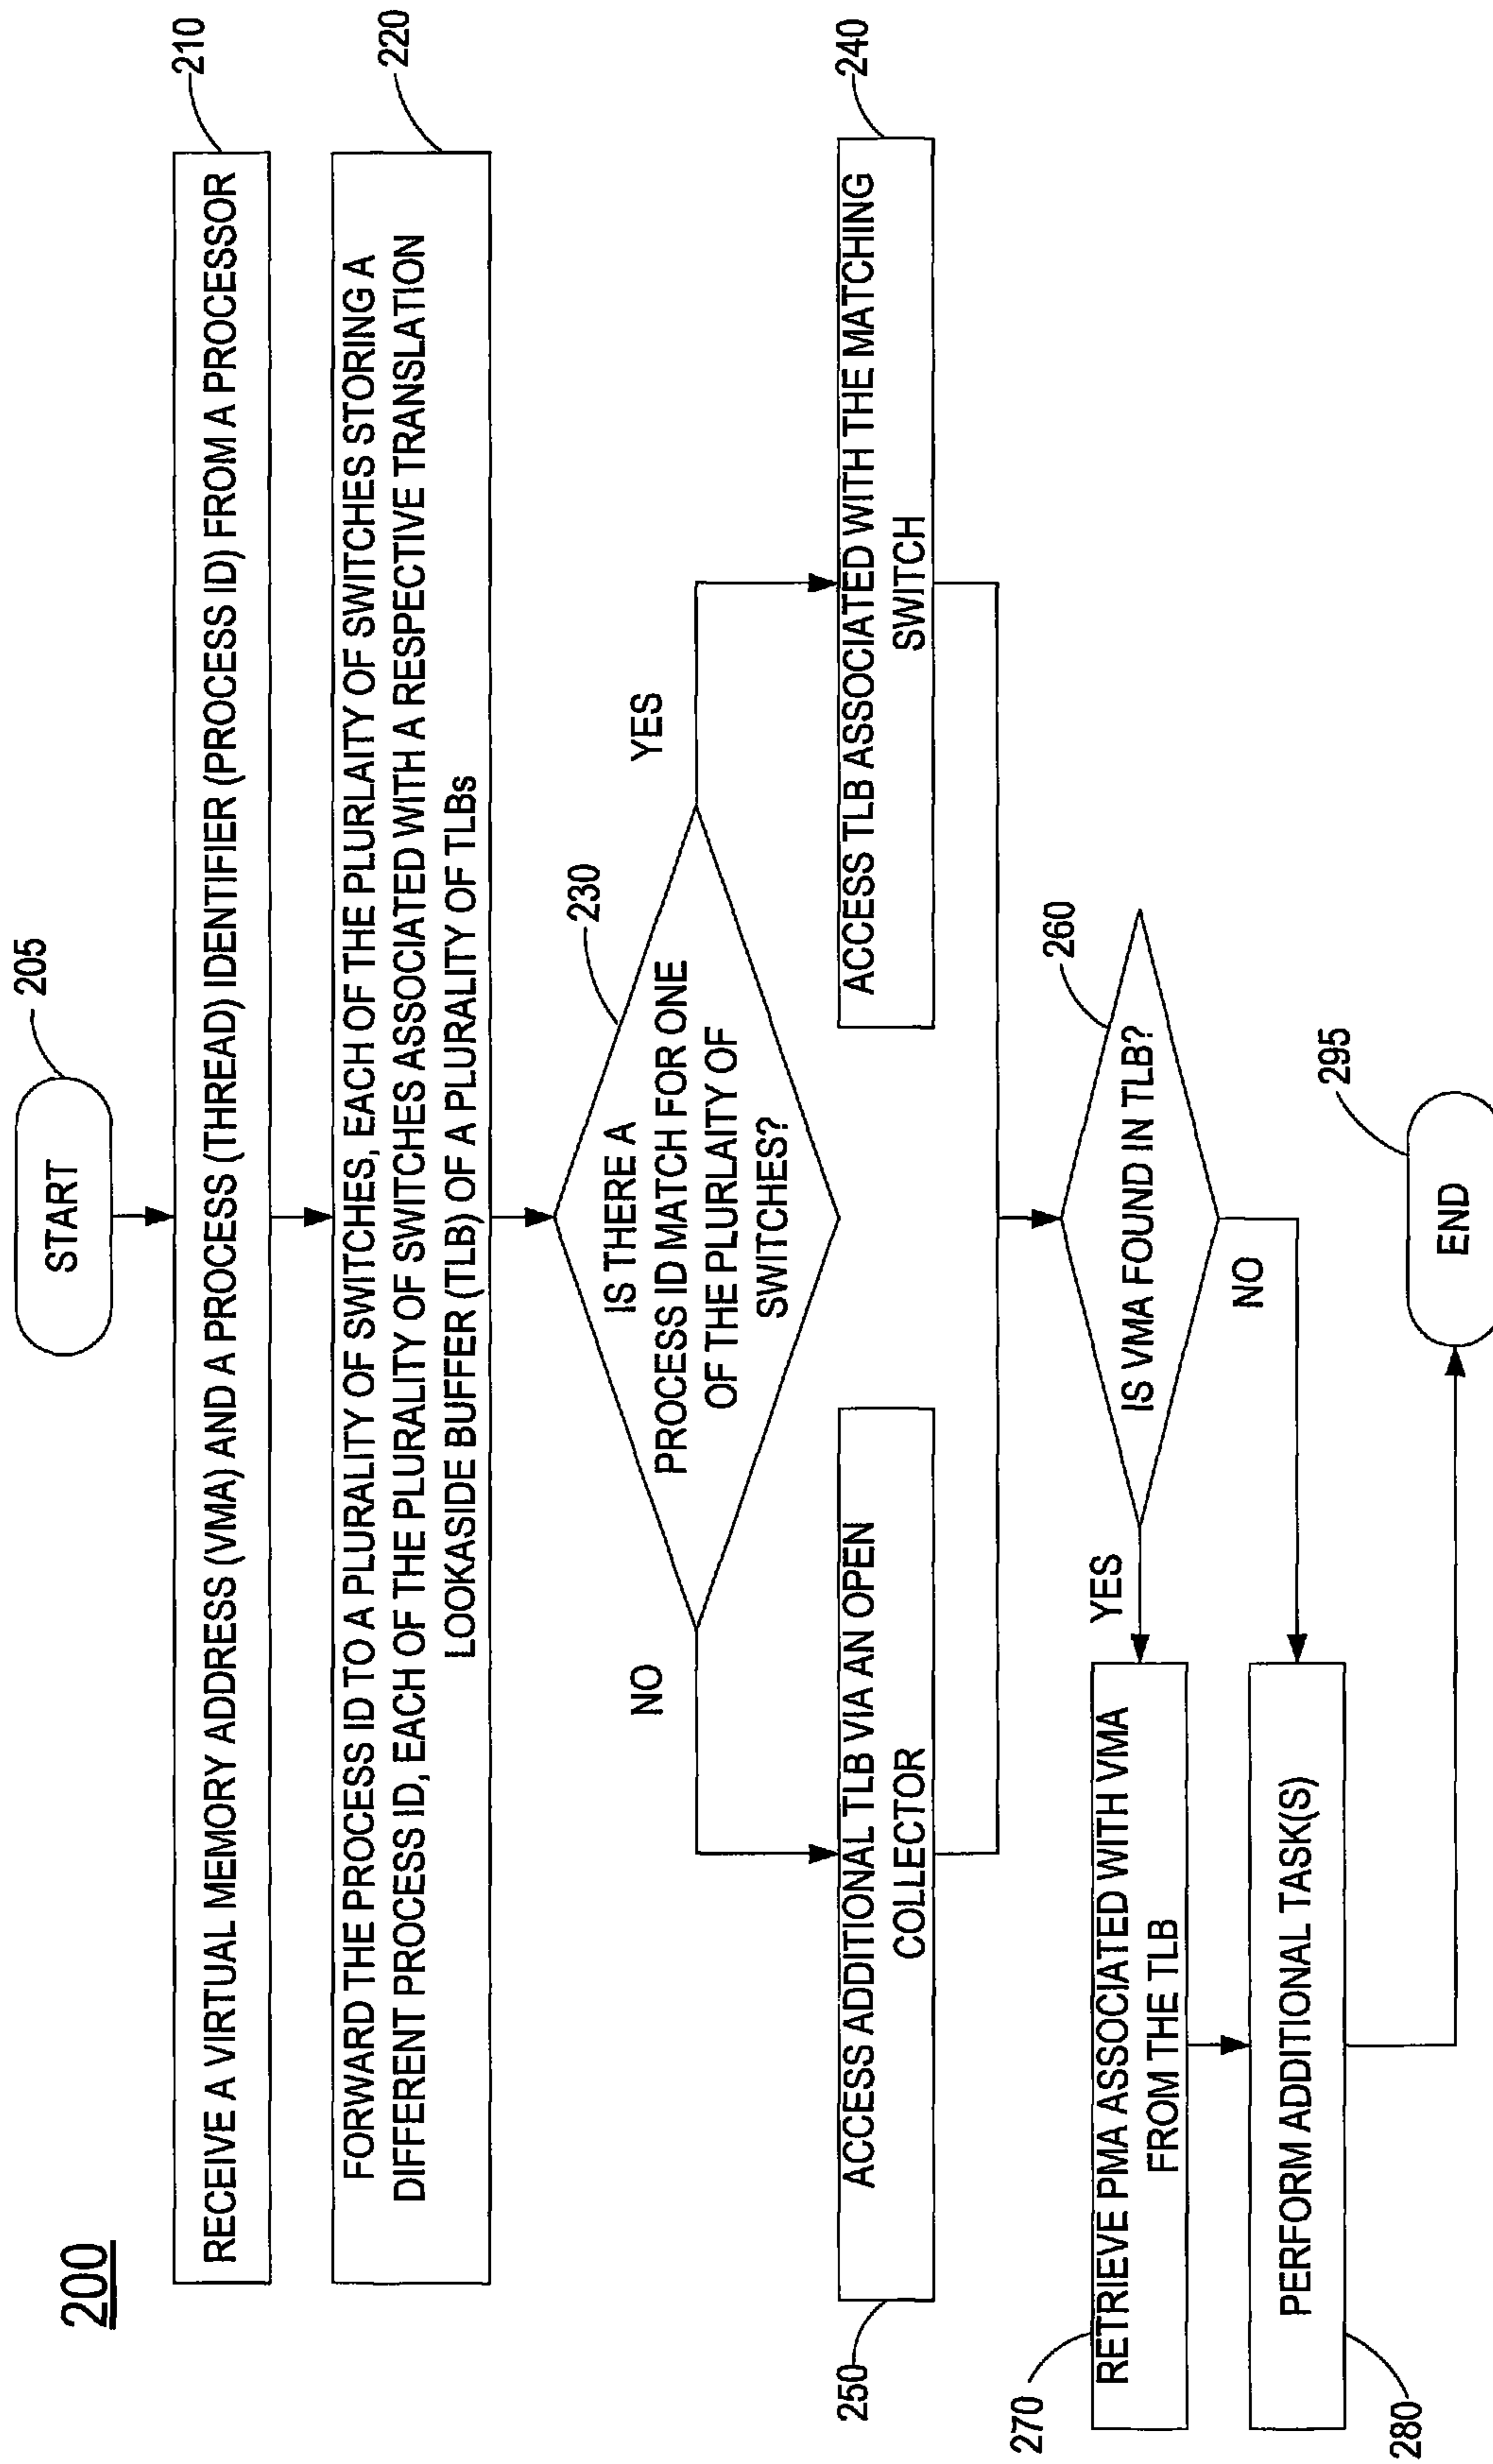 200
START
205
RECEIVE A VIRTUAL MEMORY ADDRESS (VMA) AND A PROCESS (THREAD) IDENTIFIER (PROCESS ID) FROM A PROCESSOR
210
FORWARD THE PROCESS ID TO A PLURALITY OF SWITCHES, EACH OF THE PLURLAITY OF SWITCHES STORING A
DIFFERENT PROCESS ID, EACH OF THE PLURALITY OF SWITCHES ASSOCIATED WITH A RESPECTIVE TRANSLATION
LOOKASIDE BUFFER (TLB) OF A PLURALITY OF TLBs
220
IS THERE A
PROCESS ID MATCH FOR ONE
OF THE PLURLAITY OF
SWITCHES?
230
NO
YES
ACCESS ADDITIONAL TLB VIA AN OPEN
COLLECTOR
250
ACCESS TLB ASSOCIATED WITH THE MATCHING
SWITCH
240
IS VMA FOUND IN TLB?
260
YES
NO
RETRIEVE PMA ASSOCIATED WITH VMA
FROM THE TLB
270
PERFORM ADDITIONAL TASK(S)
280
END
295